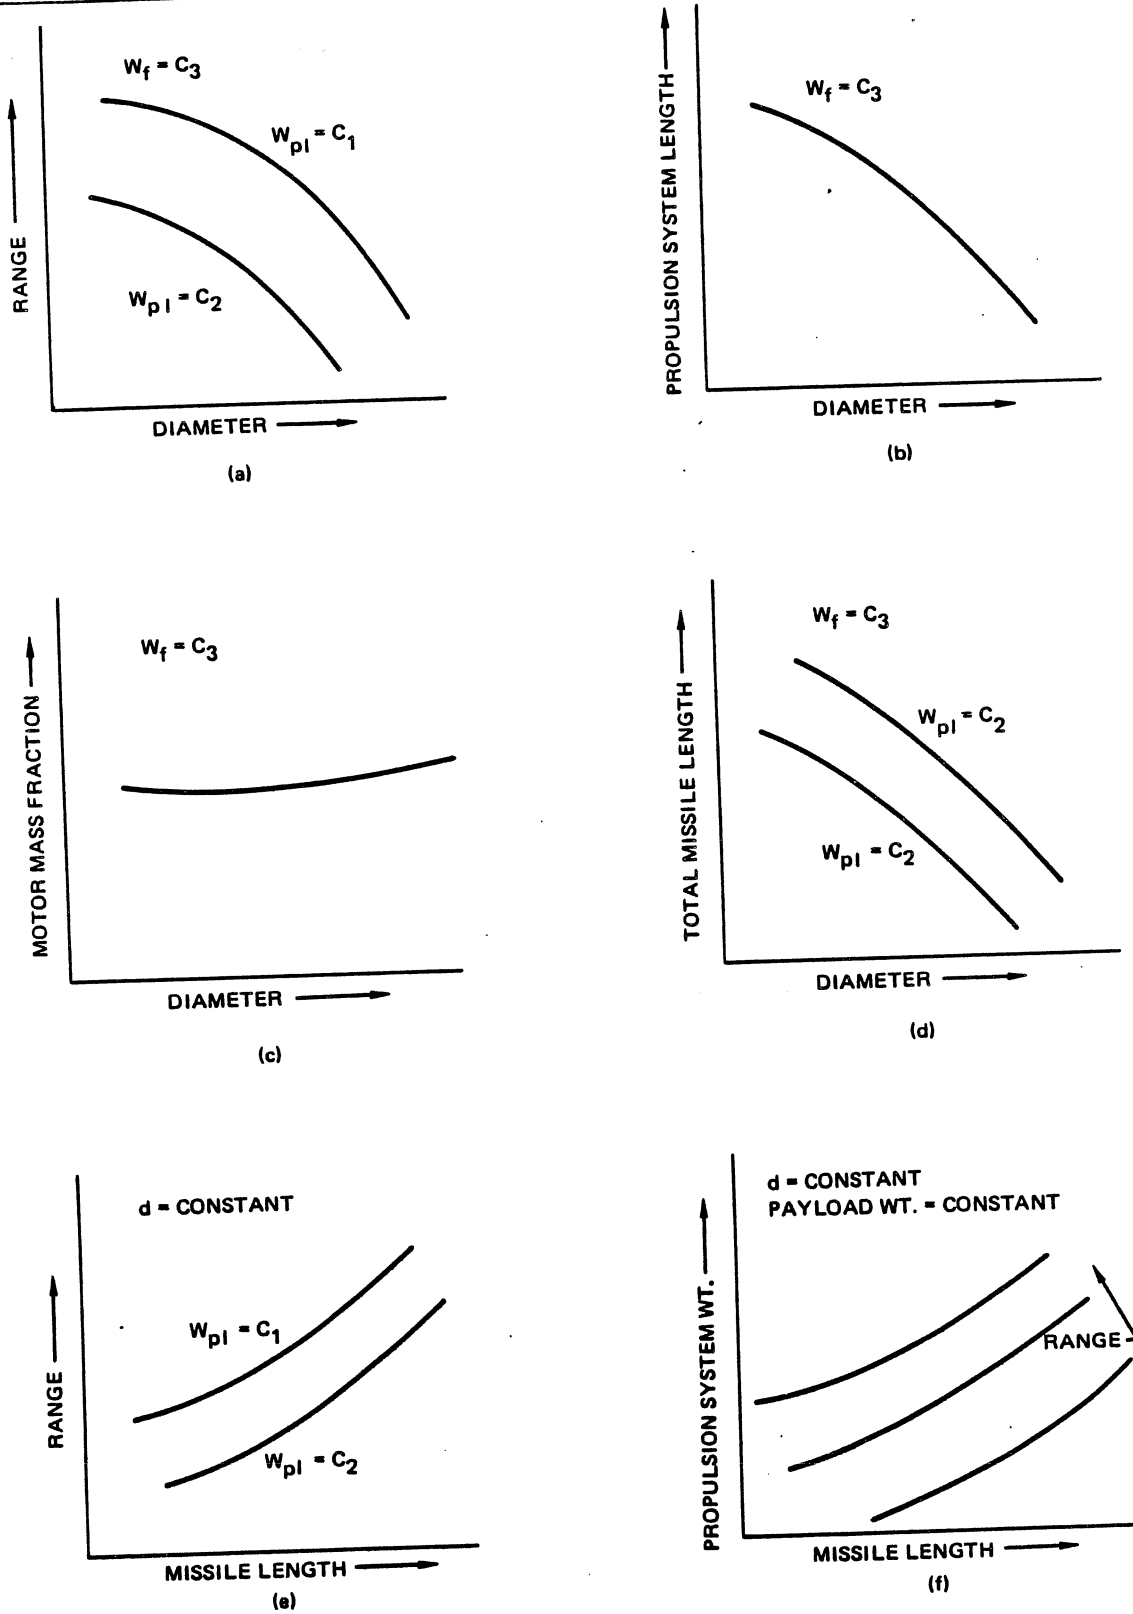 W_f = C_3
W_pl = C_1
W_pl = C_2
RANGE
DIAMETER
(a)
W_f = C_3
PROPULSION SYSTEM LENGTH
DIAMETER
(b)
W_f = C_3
MOTOR MASS FRACTION
DIAMETER
(c)
W_f = C_3
W_pl = C_2
W_pl = C_2
TOTAL MISSILE LENGTH
DIAMETER
(d)
d = CONSTANT
W_pl = C_1
W_pl = C_2
RANGE
MISSILE LENGTH
(e)
d = CONSTANT
PAYLOAD WT. = CONSTANT
RANGE
PROPULSION SYSTEM WT.
MISSILE LENGTH
(f)